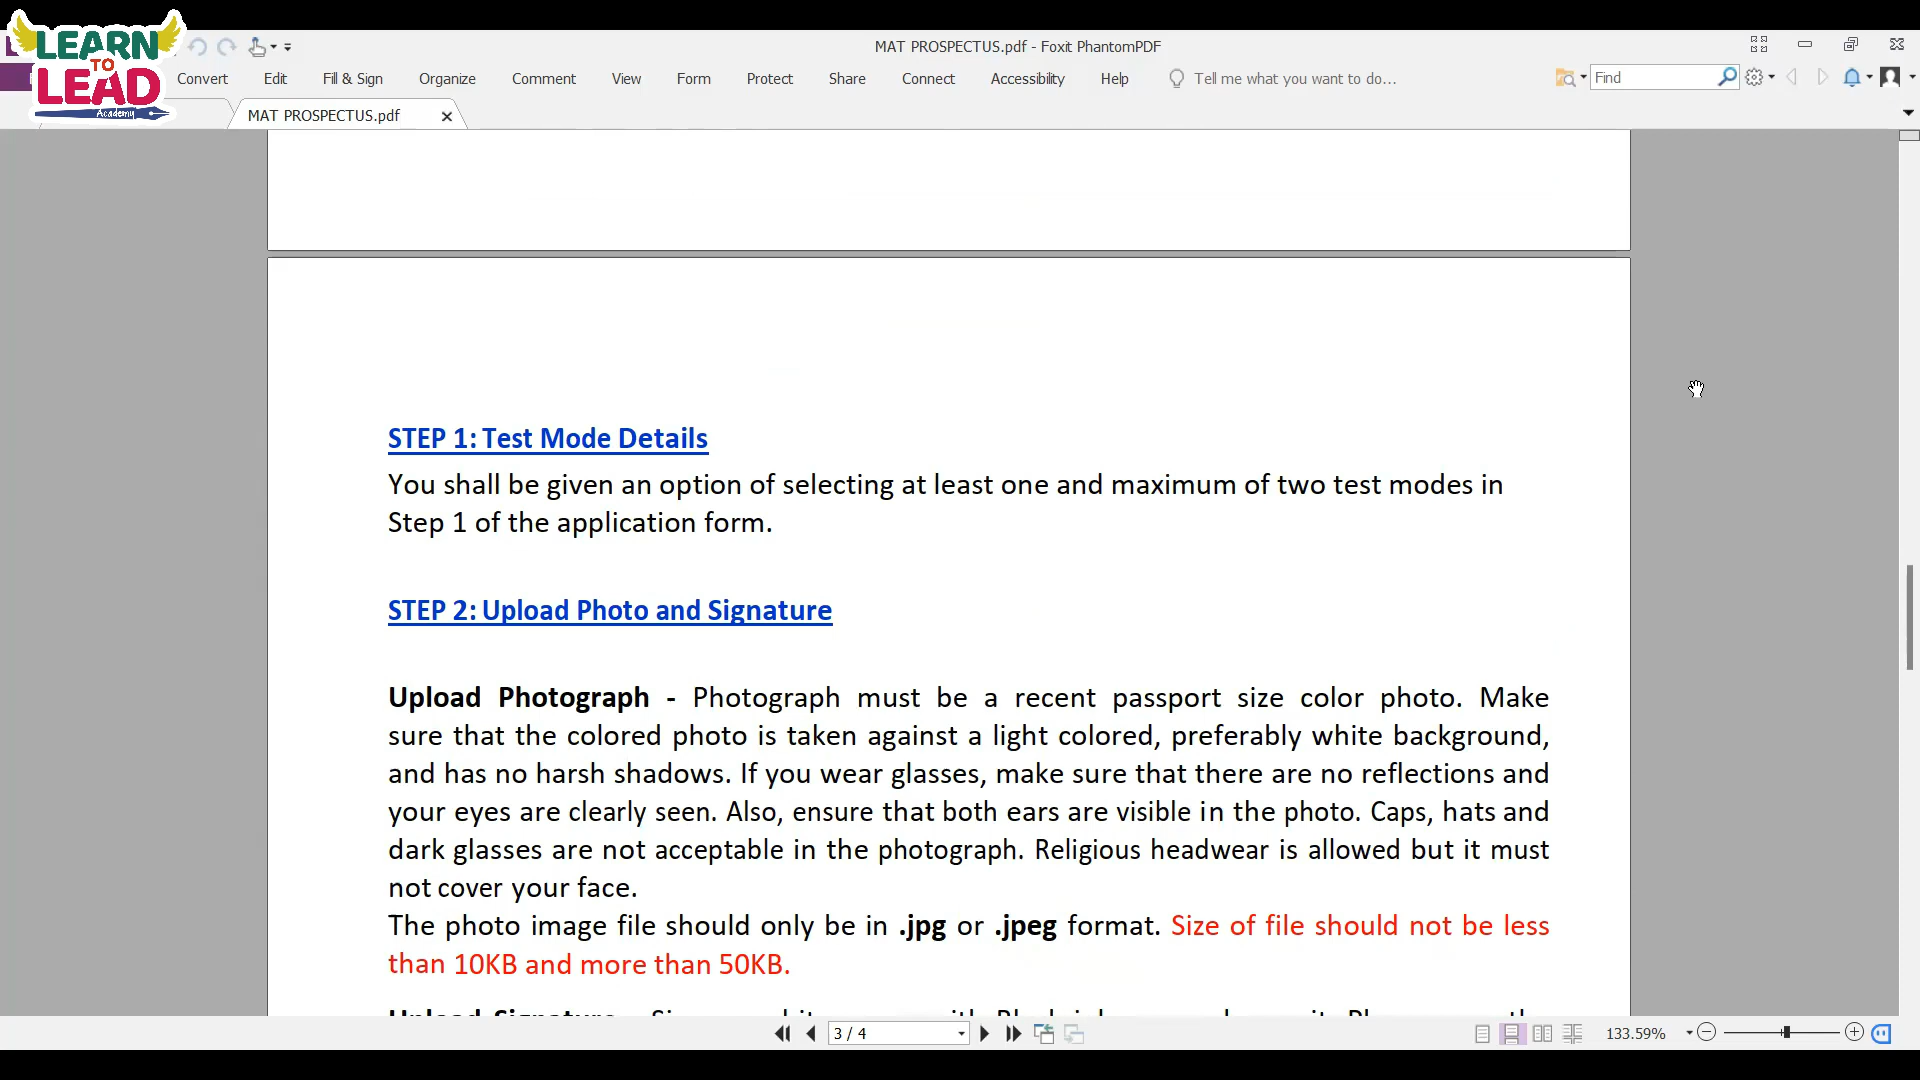 LEARN
TO
LEAD
Academy
MAT PROSPECTUS.pdf - Foxit PhantomPDF
Convert Edit Fill & Sign Organize Comment View Form Protect Share Connect Accessibility Help Tell me what you want to do... Find
MAT PROSPECTUS.pdf
STEP 1: Test Mode Details
You shall be given an option of selecting at least one and maximum of two test modes in
Step 1 of the application form.
STEP 2: Upload Photo and Signature
Upload Photograph - Photograph must be a recent passport size color photo. Make
sure that the colored photo is taken against a light colored, preferably white background,
and has no harsh shadows. If you wear glasses, make sure that there are no reflections and
your eyes are clearly seen. Also, ensure that both ears are visible in the photo. Caps, hats and
dark glasses are not acceptable in the photograph. Religious headwear is allowed but it must
not cover your face.
The photo image file should only be in .jpg or .jpeg format. Size of file should not be less
than 10KB and more than 50KB.
3 / 4 133.59%